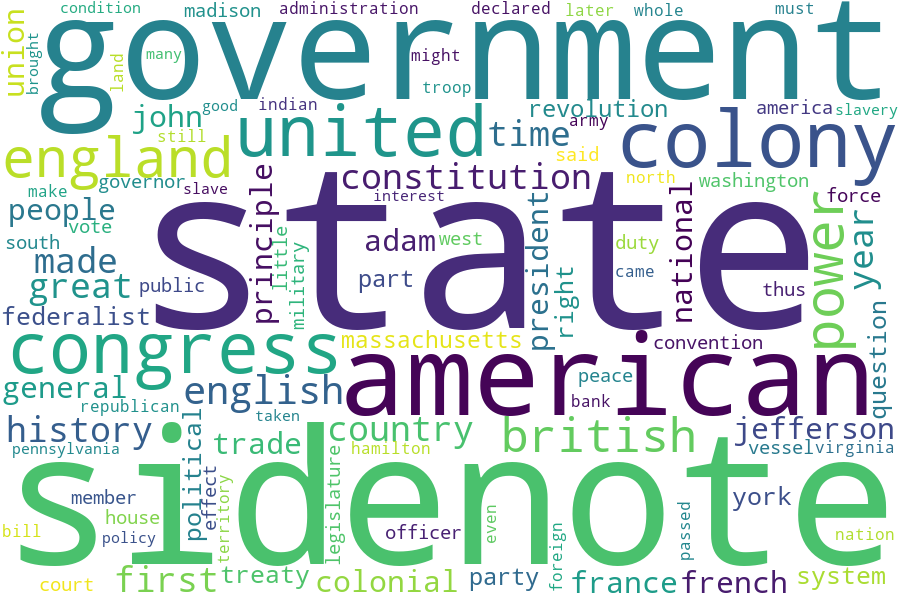 condition
madison
administration
declared
later
whole
must
union
brought
government
land
many
might
troop
john
good
indian
revolution
america
slavery
still
united
time
army
colony
england
said
make
governor
slave
principle
constitution
interest
north
washington
force
people
vote
state
south
little
adam
west
president
national
duty
power
year
made
military
part
right
came
great
public
thus
federalist
congress
massachusetts
convention
question
american
general
english
peace
republican
bank
taken
history
political
trade
country
british
jefferson
pennsylvania
effect
hamilton
vessel
virginia
sidenote
territory
legislature
member
house
york
bill
policy
officer
even
foreign
passed
nation
court
first
treaty
colonial
party
france
french
system